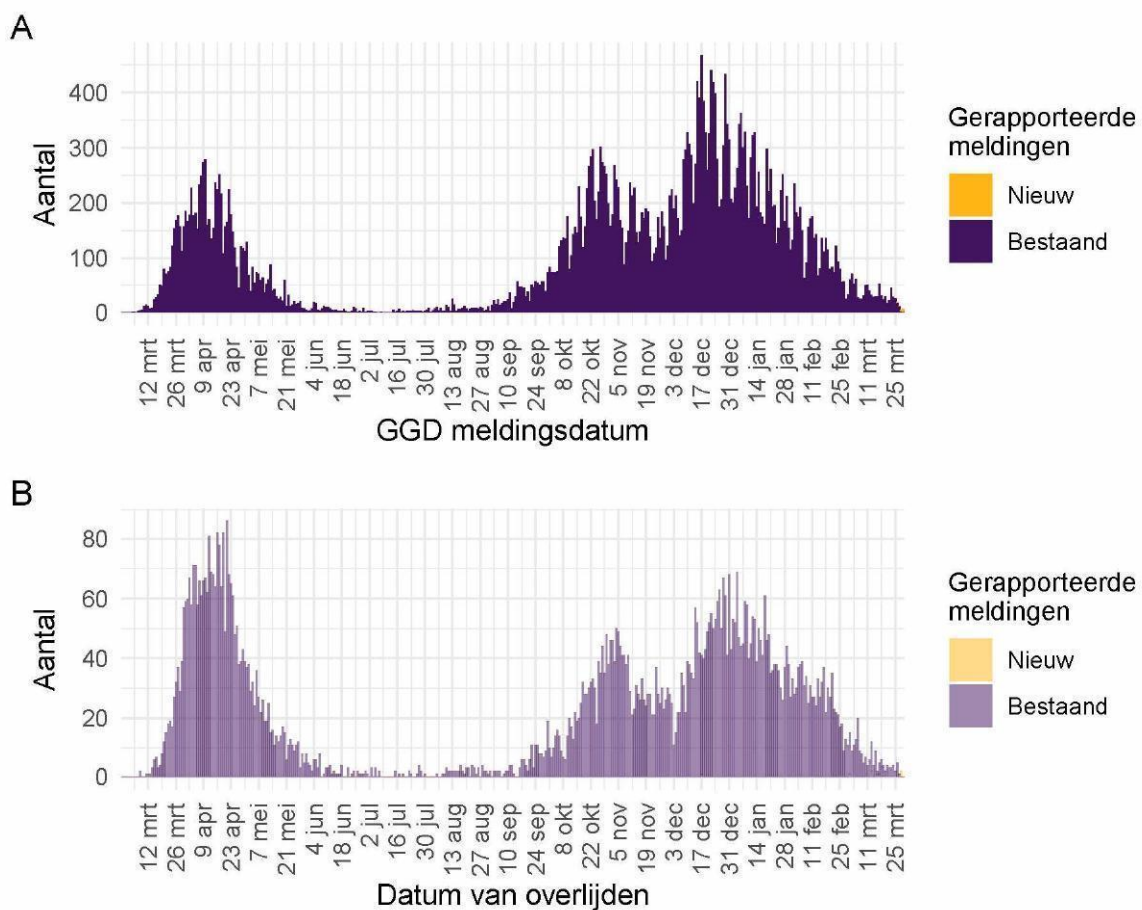 A
Aantal
400
300
200
100
0
12 mrt
26 mrt
9 apr
23 apr
7 mei
21 mei
4 jun
18 jun
2 jul
16 jul
30 jul
13 aug
27 aug
10 sep
24 sep
8 okt
22 okt
5 nov
19 nov
3 dec
17 dec
31 dec
14 jan
28 jan
11 feb
25 feb
11 mrt
25 mrt
GGD meldingsdatum
Gerapporteerde
meldingen
Nieuw
Bestaand
B
Aantal
80
60
40
20
0
12 mrt
26 mrt
9 apr
23 apr
7 mei
21 mei
4 jun
18 jun
2 jul
16 jul
30 jul
13 aug
27 aug
10 sep
24 sep
8 okt
22 okt
5 nov
19 nov
3 dec
17 dec
31 dec
14 jan
28 jan
11 feb
25 feb
11 mrt
25 mrt
Datum van overlijden
Gerapporteerde
meldingen
Nieuw
Bestaand